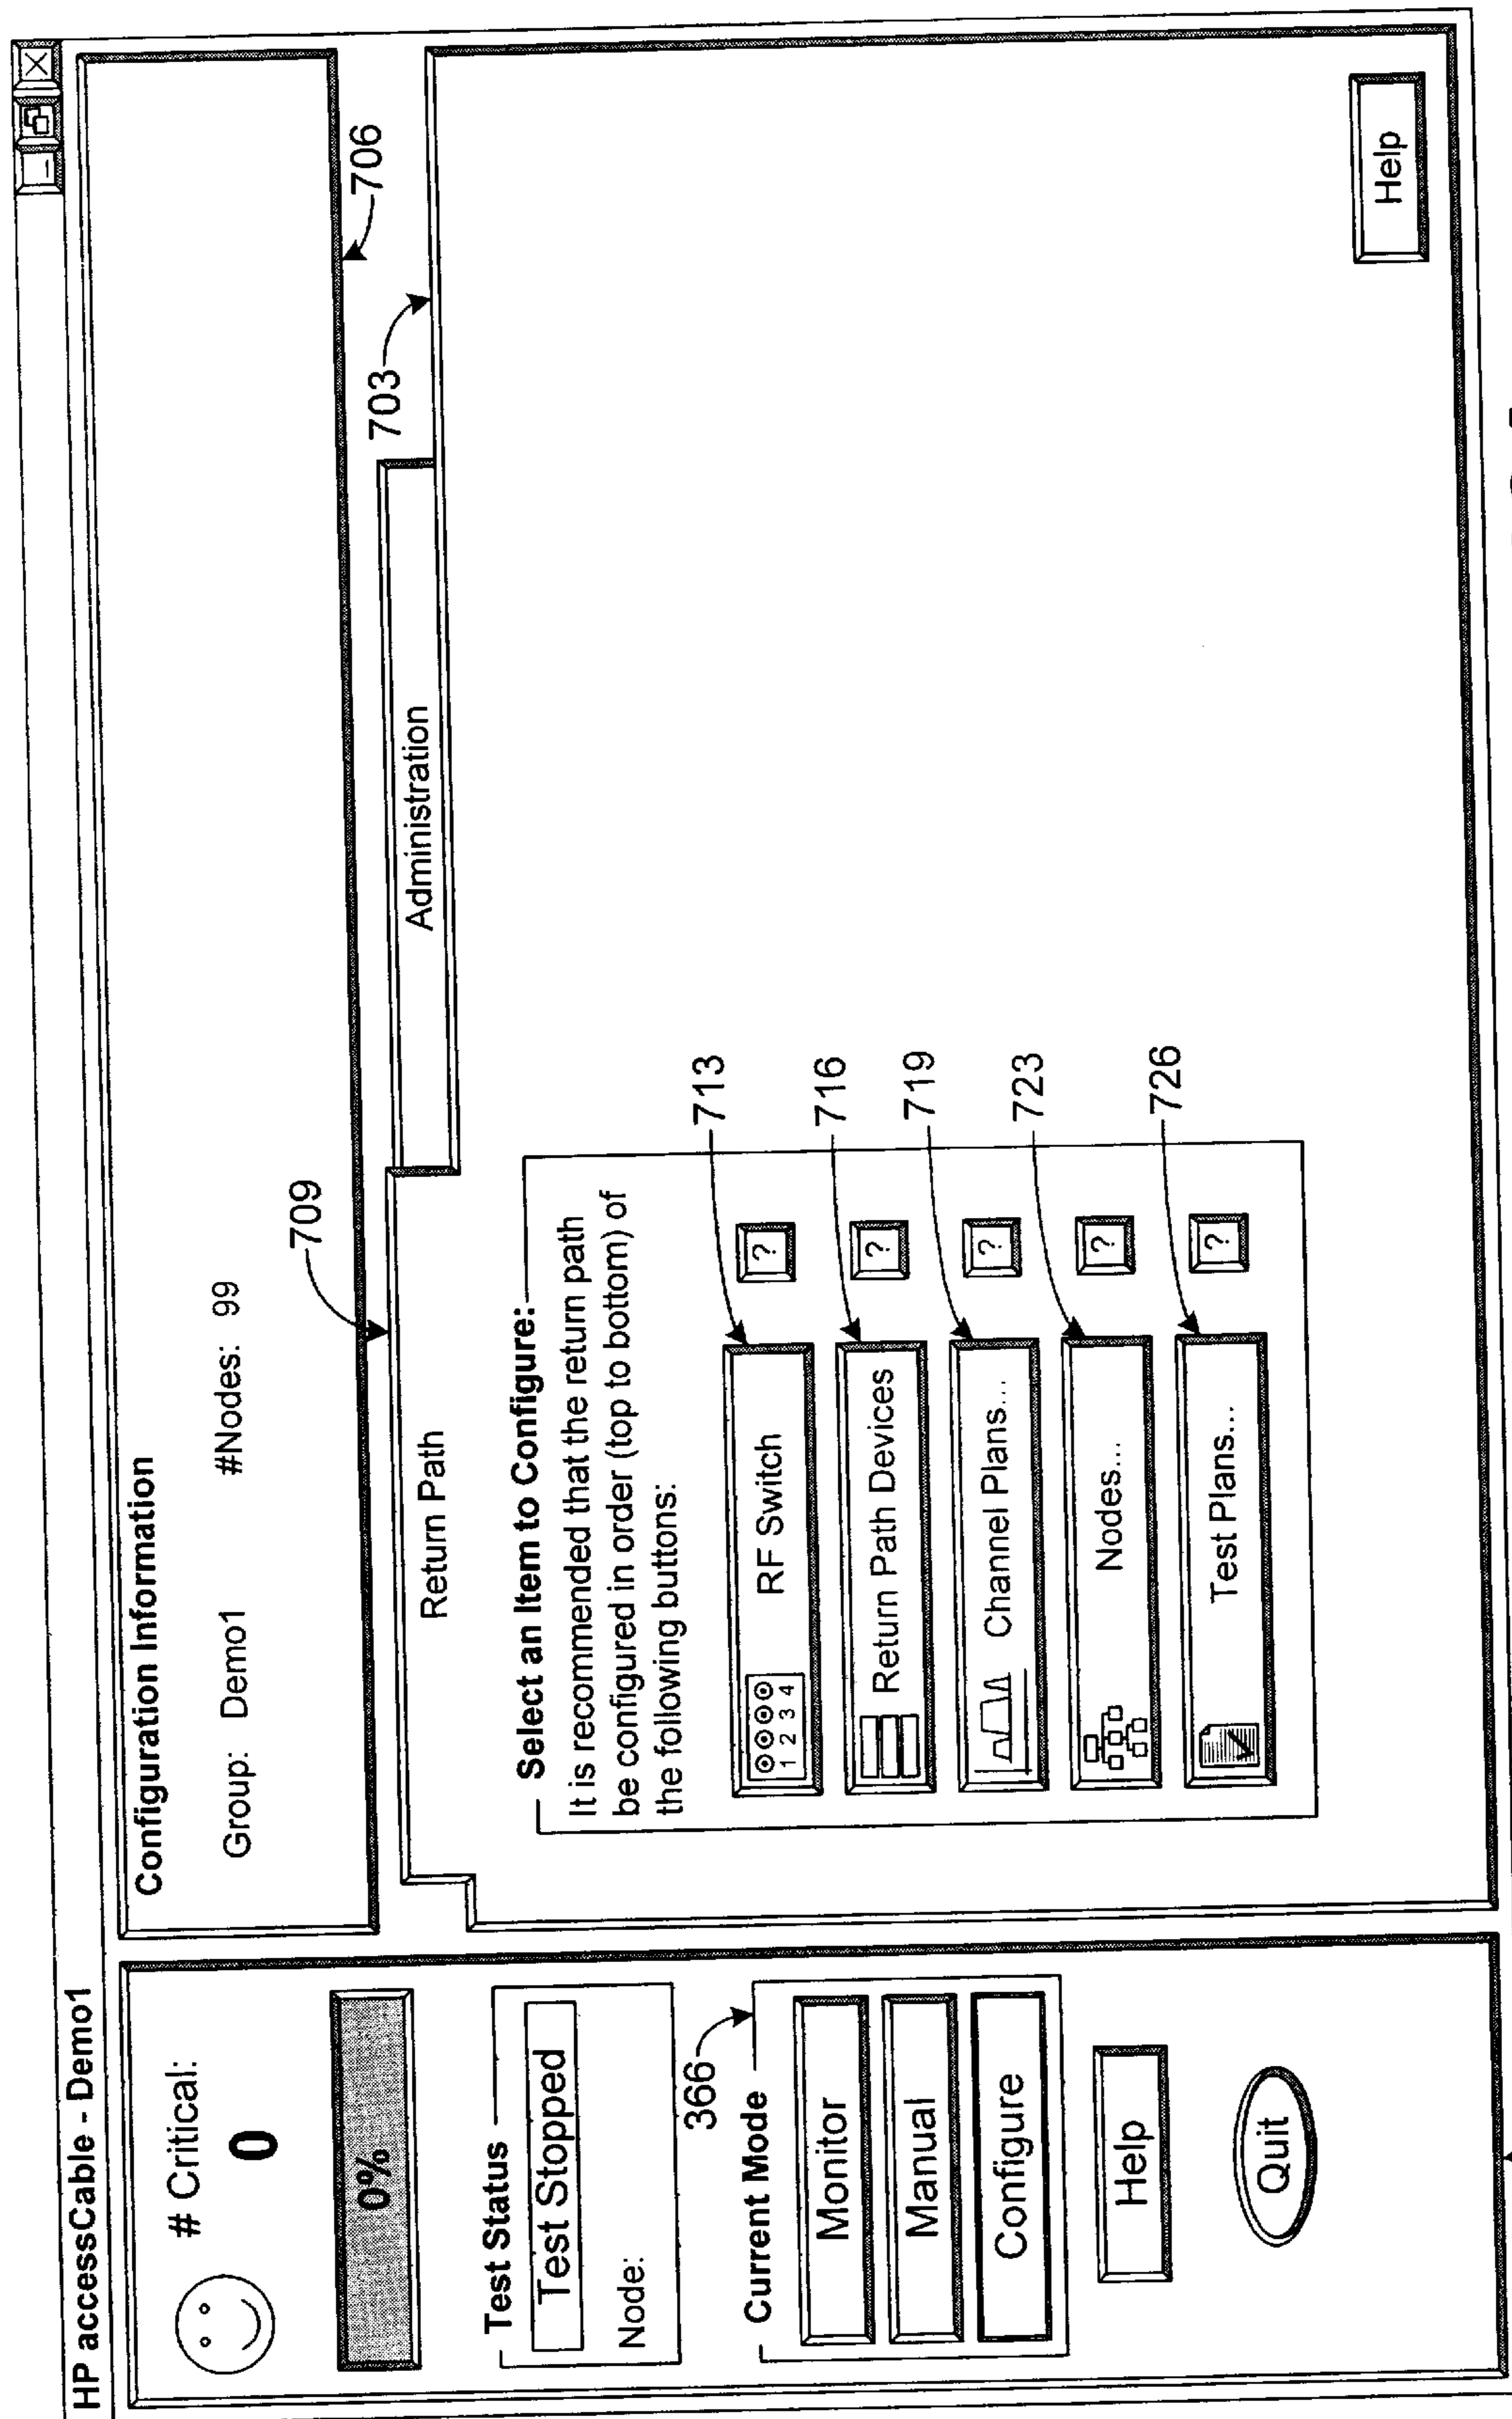 HP accessCable - Demo1
# Critical:
0
0%
Test Status
Test Stopped
Node:
366
Current Mode
Monitor
Manual
Configure
Help
Quit
Configuration Information
Group: Demo1 #Nodes: 99
706
709
703
Return Path
Administration
Select an Item to Configure:
It is recommended that the return path
be configured in order (top to bottom) of
the following buttons:
1 2 3 4
RF Switch
?
713
Return Path Devices
?
716
Channel Plans...
?
719
Nodes...
?
723
Test Plans...
?
726
Help